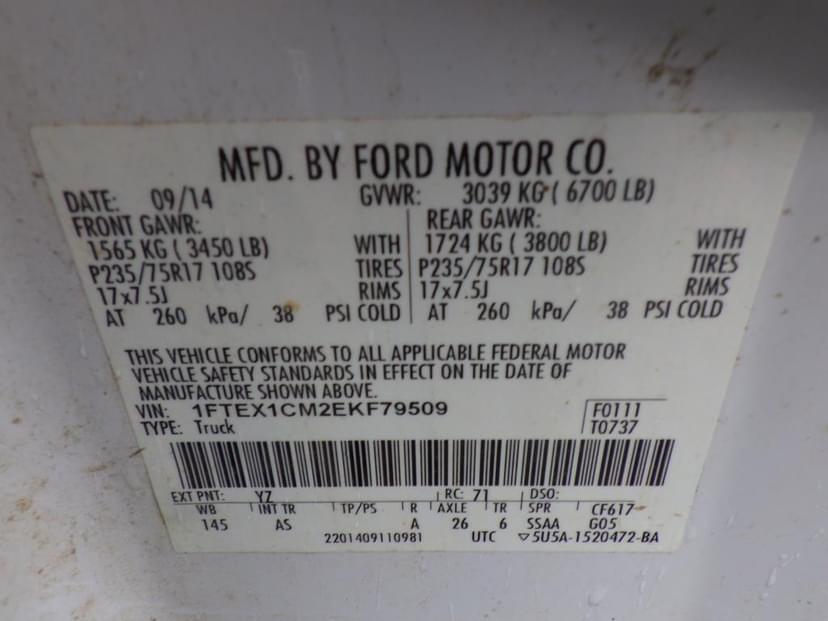 MFD. BY FORD MOTOR CO.
DATE: 09/14 GVWR: 3039 KG ( 6700 LB)
FRONT GAWR: REAR GAWR:
1565 KG ( 3450 LB) WITH 1724 KG ( 3800 LB) WITH
P235/75R17 108S TIRES P235/75R17 108S TIRES
17x7.5J RIMS 17x7.5J RIMS
AT 260 kPa/ 38 PSI COLD AT 260 kPa/ 38 PSI COLD
THIS VEHICLE CONFORMS TO ALL APPLICABLE FEDERAL MOTOR
VEHICLE SAFETY STANDARDS IN EFFECT ON THE DATE OF
MANUFACTURE SHOWN ABOVE.
VIN: 1FTEX1CM2EKF79509 F0111
TYPE: Truck T0737
EXT PNT: YZ RC: 71 DSO:
WB INT TR TP/PS R AXLE TR SPR CF617
145 AS A 26 6 SSAA G05
2201409110981 UTC ▽5U5A-1520472-BA